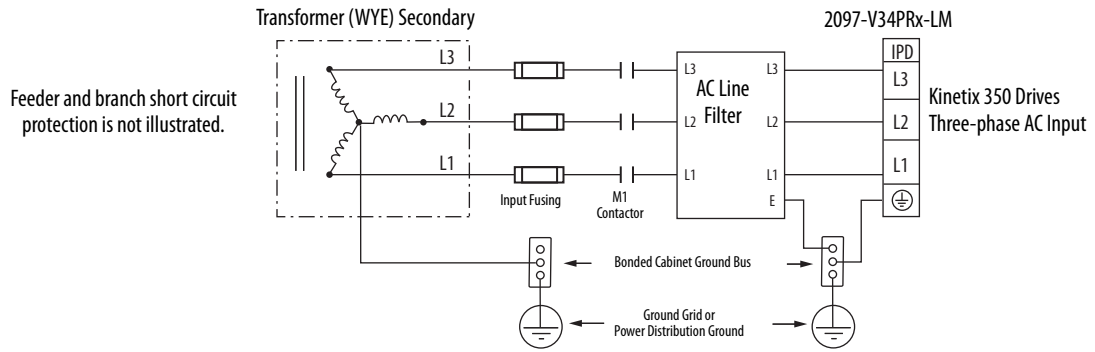 Transformer (WYE) Secondary
2097-V34PRx-LM
Feeder and branch short circuit
protection is not illustrated.
L3
L2
L1
Input Fusing
M1
Contactor
L3
L2
L1
AC Line
Filter
L3
L2
L1
E
IPD
L3
L2
L1
Kinetix 350 Drives
Three-phase AC Input
Bonded Cabinet Ground Bus
Ground Grid or
Power Distribution Ground